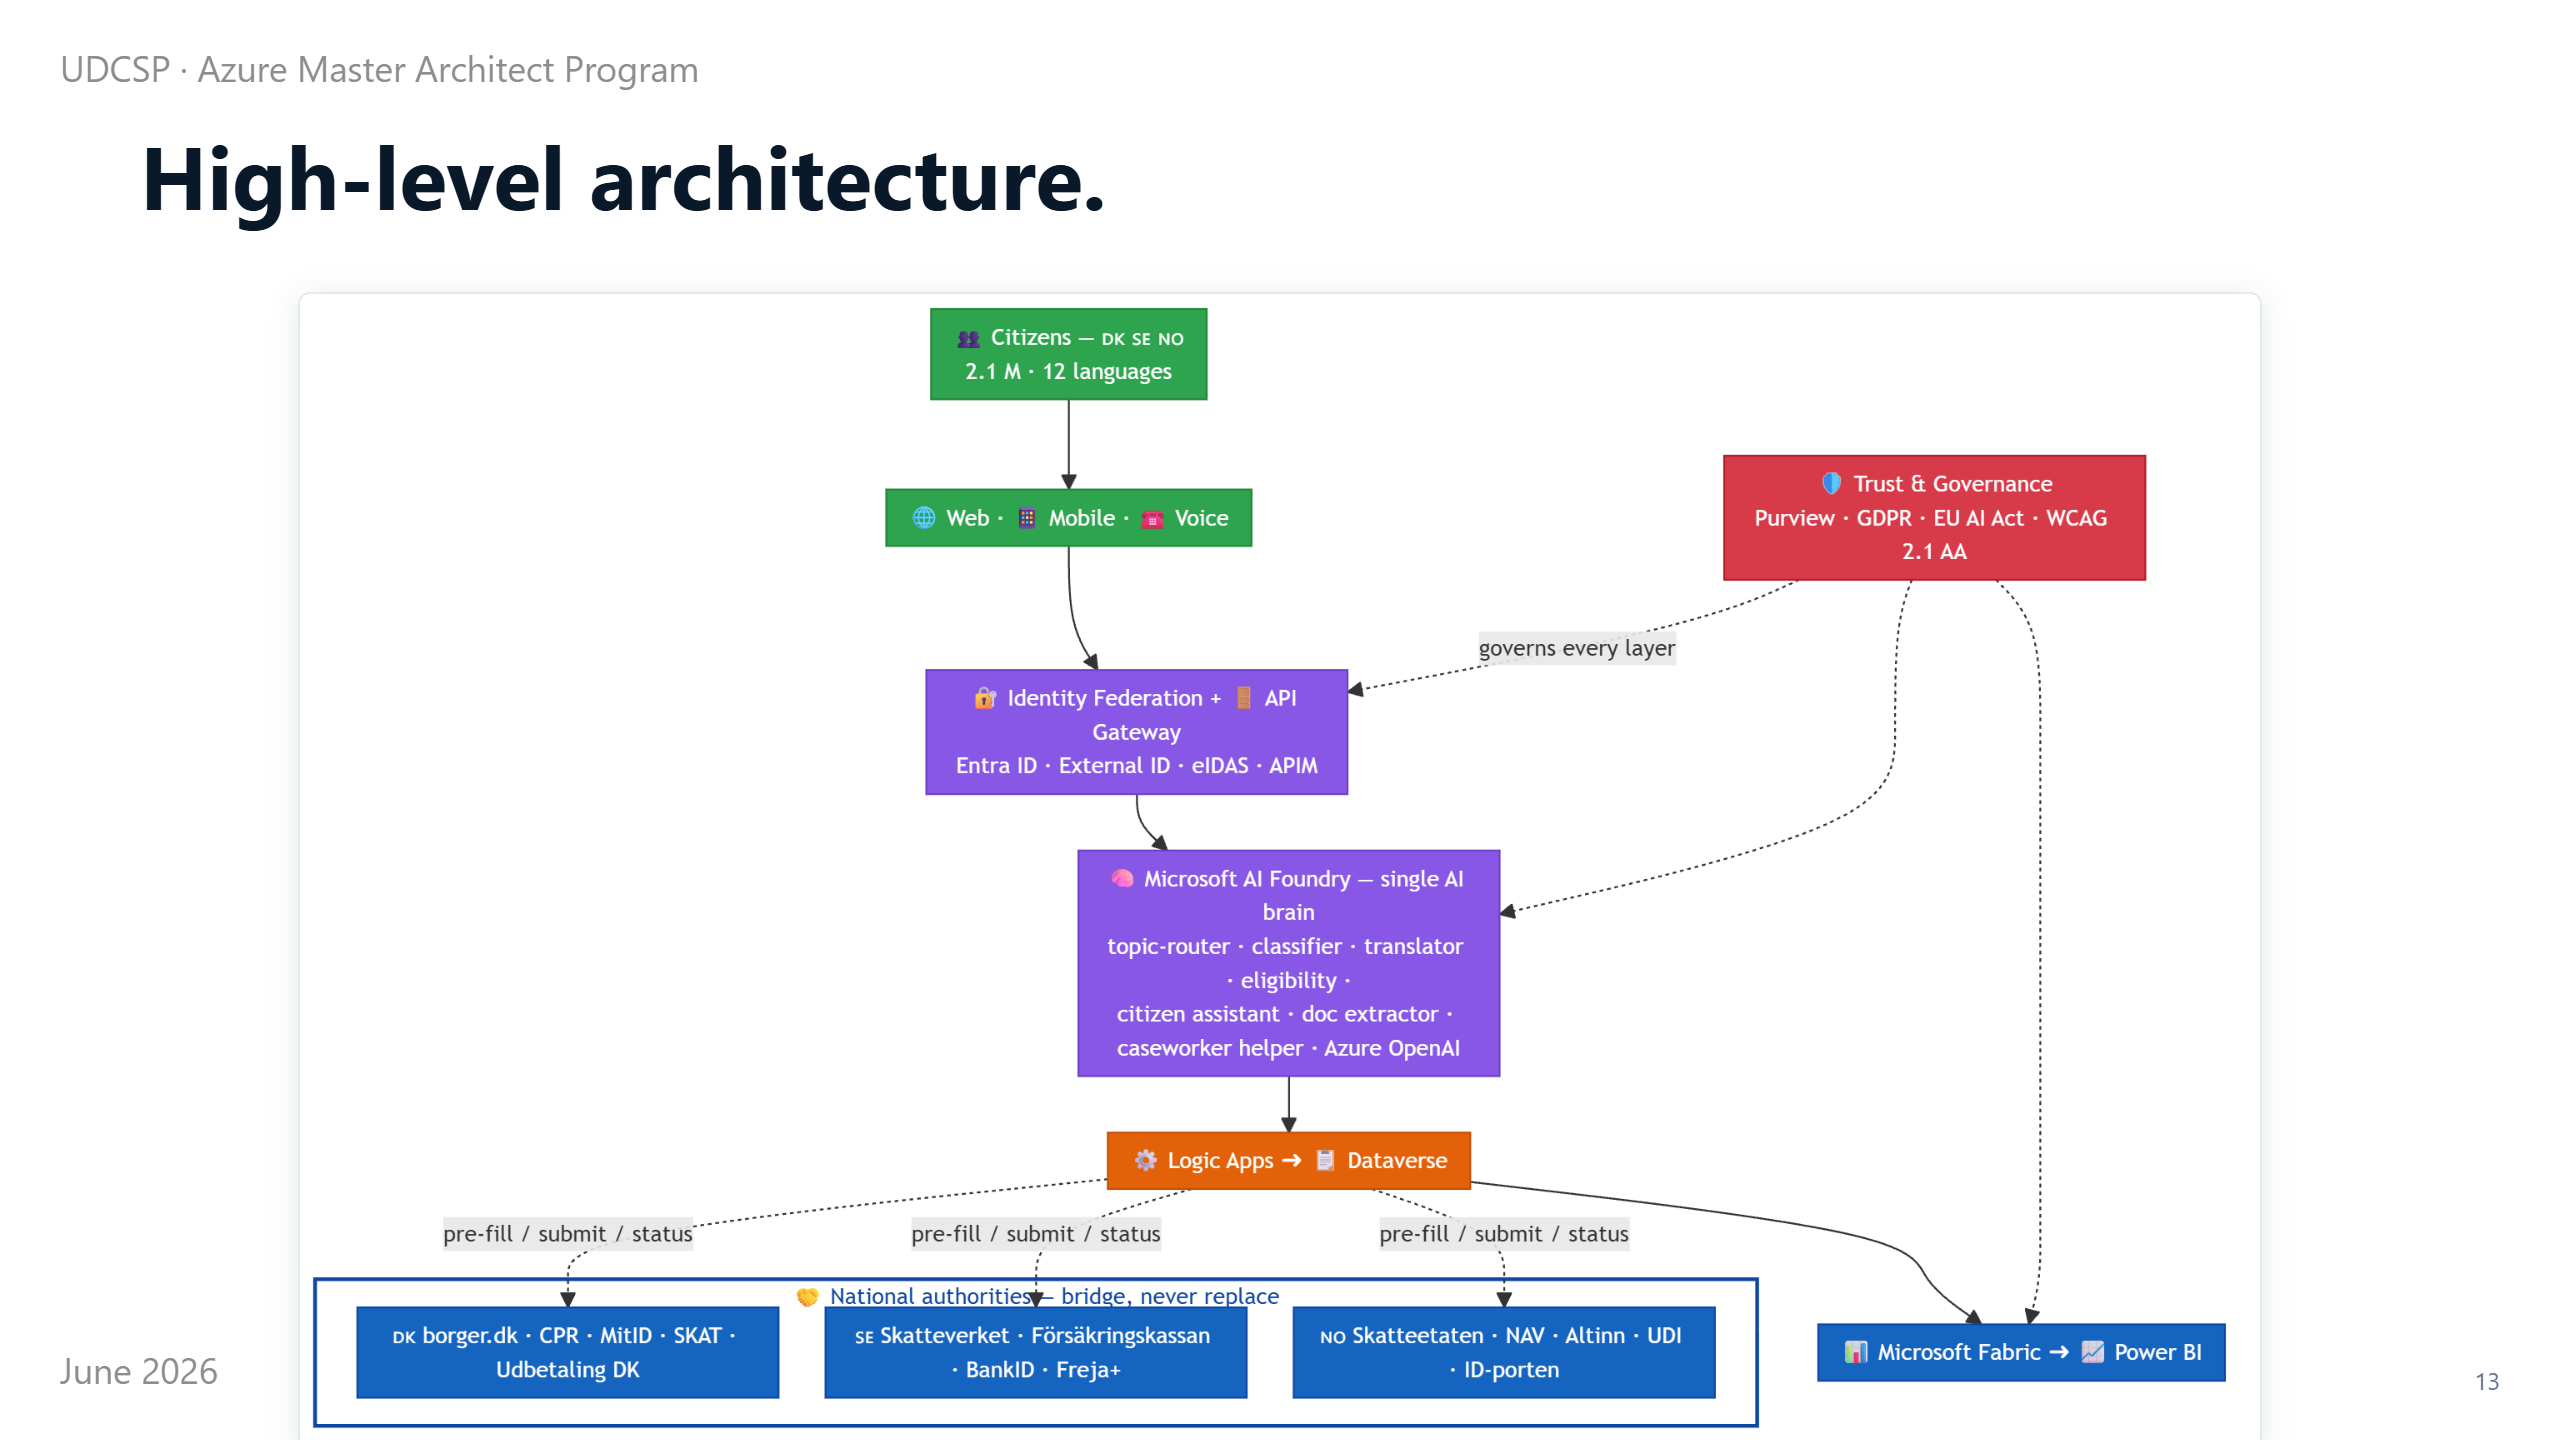 UDCSP · Azure Master Architect Program
High-level architecture.
👥 Citizens — DK SE NO
2.1 M · 12 languages
🌐 Web · 📱 Mobile · ☎️ Voice
🛡️ Trust & Governance
Purview · GDPR · EU AI Act · WCAG
2.1 AA
governs every layer
🔐 Identity Federation + 🚪 API
Gateway
Entra ID · External ID · eIDAS · APIM
🧠 Microsoft AI Foundry — single AI
brain
topic-router · classifier · translator
· eligibility ·
citizen assistant · doc extractor ·
caseworker helper · Azure OpenAI
⚙️ Logic Apps → 📋 Dataverse
pre-fill / submit / status
pre-fill / submit / status
pre-fill / submit / status
🤝 National authorities — bridge, never replace
DK borger.dk · CPR · MitID · SKAT ·
Udbetaling DK
SE Skatteverket · Försäkringskassan
· BankID · Freja+
NO Skatteetaten · NAV · Altinn · UDI
· ID-porten
📊 Microsoft Fabric → 📈 Power BI
June 2026
13